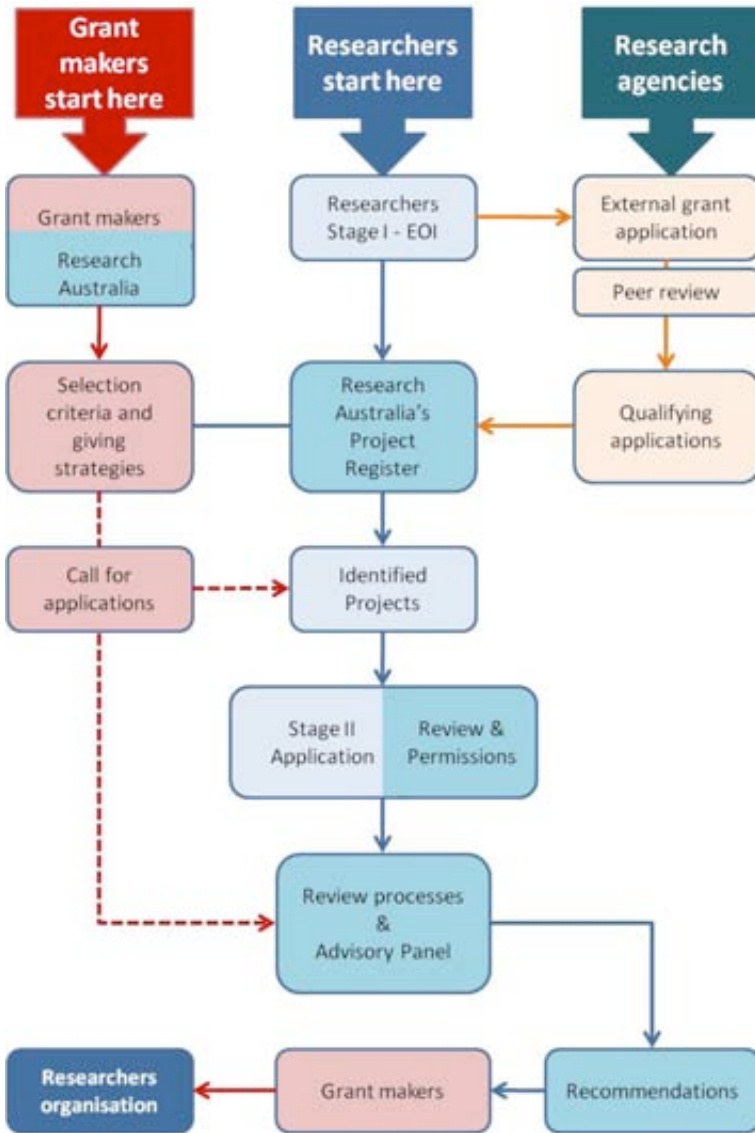 Grant
makers
start here
Researchers
start here
Research
agencies
Grant makers
Research
Australia
Researchers
Stage I - EOI
External grant
application
Peer review
Selection
criteria and
giving
strategies
Research
Australia's
Project
Register
Qualifying
applications
Call for
applications
Identified
Projects
Stage II
Application
Review &
Permissions
Review processes
&
Advisory Panel
Researchers
organisation
Grant makers
Recommendations